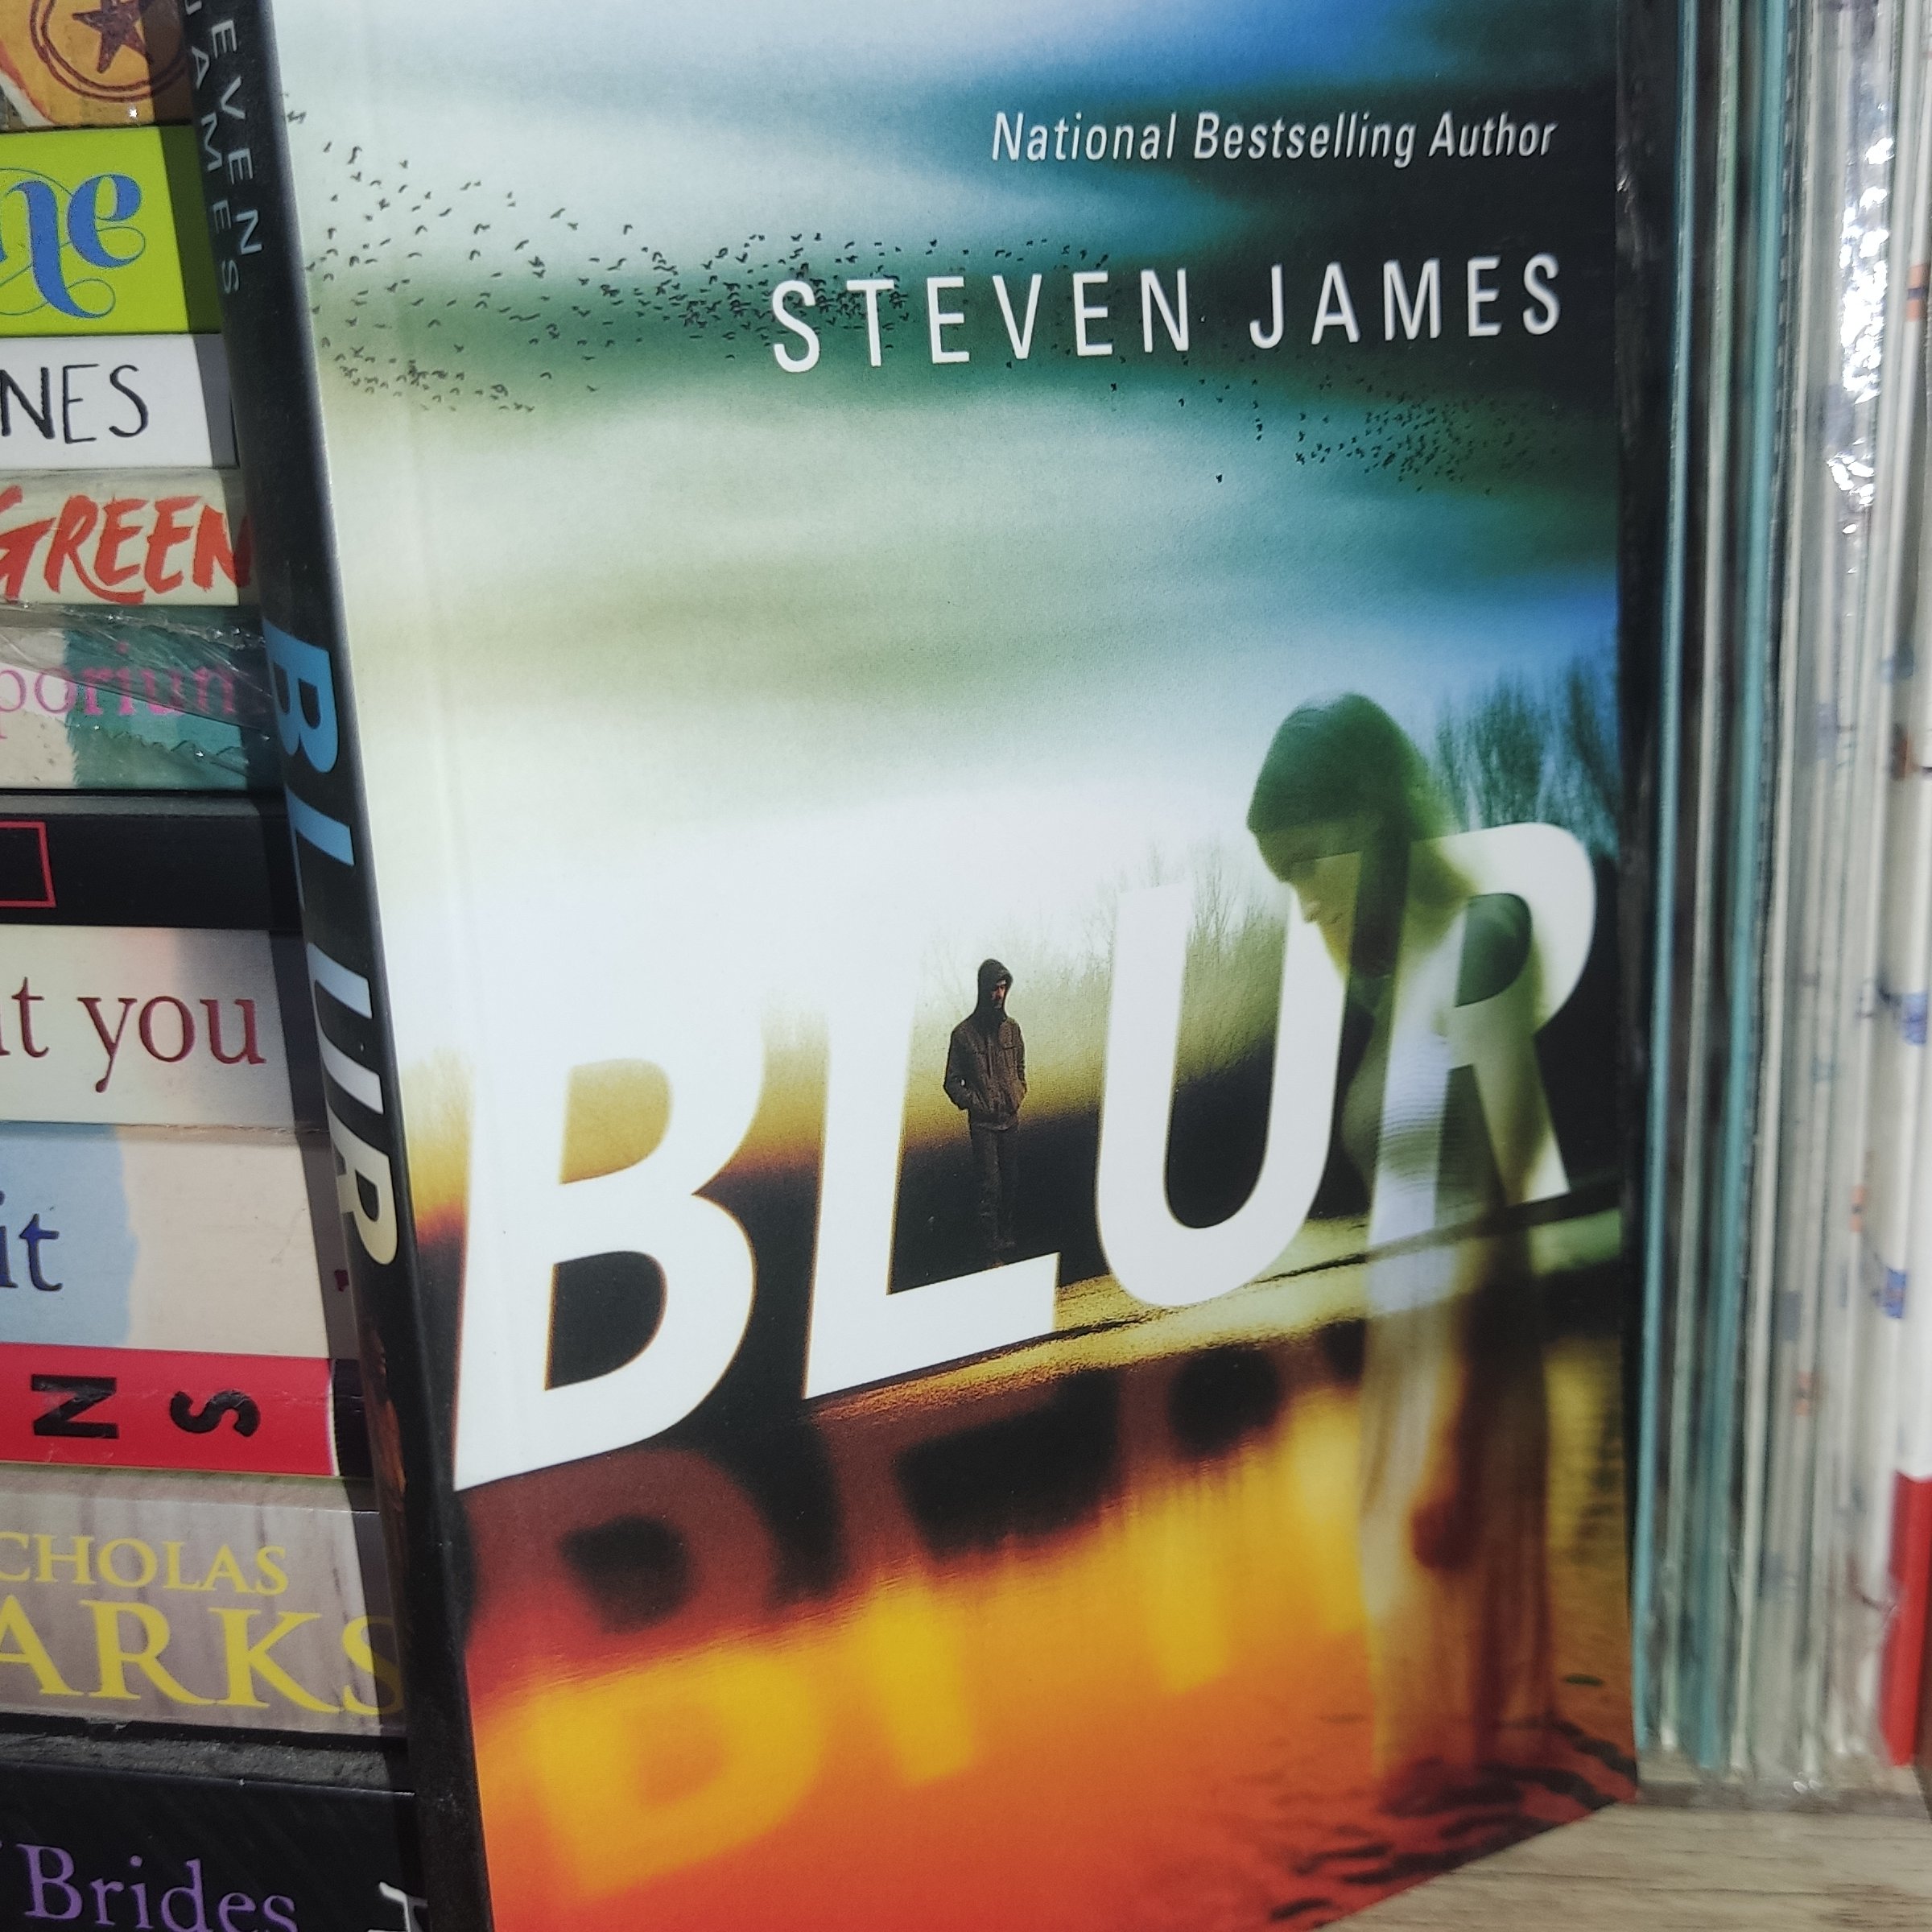 National Bestselling Author
STEVEN JAMES
BLUR
STEVEN
JAMES
BLUR
NES
GREEN
porium
t you
it
N S
CHOLAS
ARKS
Brides